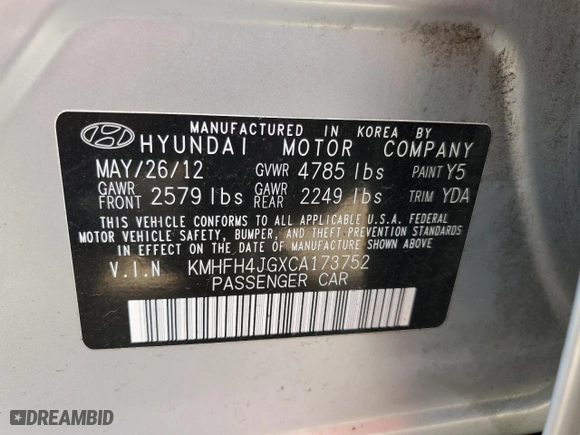 MANUFACTURED IN KOREA BY
HYUNDAI MOTOR COMPANY
MAY/26/12 GVWR 4785 lbs PAINT Y5
GAWR FRONT 2579 lbs GAWR REAR 2249 lbs TRIM YDA
THIS VEHICLE CONFORMS TO ALL APPLICABLE U.S.A. FEDERAL
MOTOR VEHICLE SAFETY, BUMPER, AND THEFT PREVENTION STANDARDS
IN EFFECT ON THE DATE OF MANUFACTURE SHOWN ABOVE.
V.I.N KMHFH4JGXCA173752
PASSENGER CAR
DREAMBID